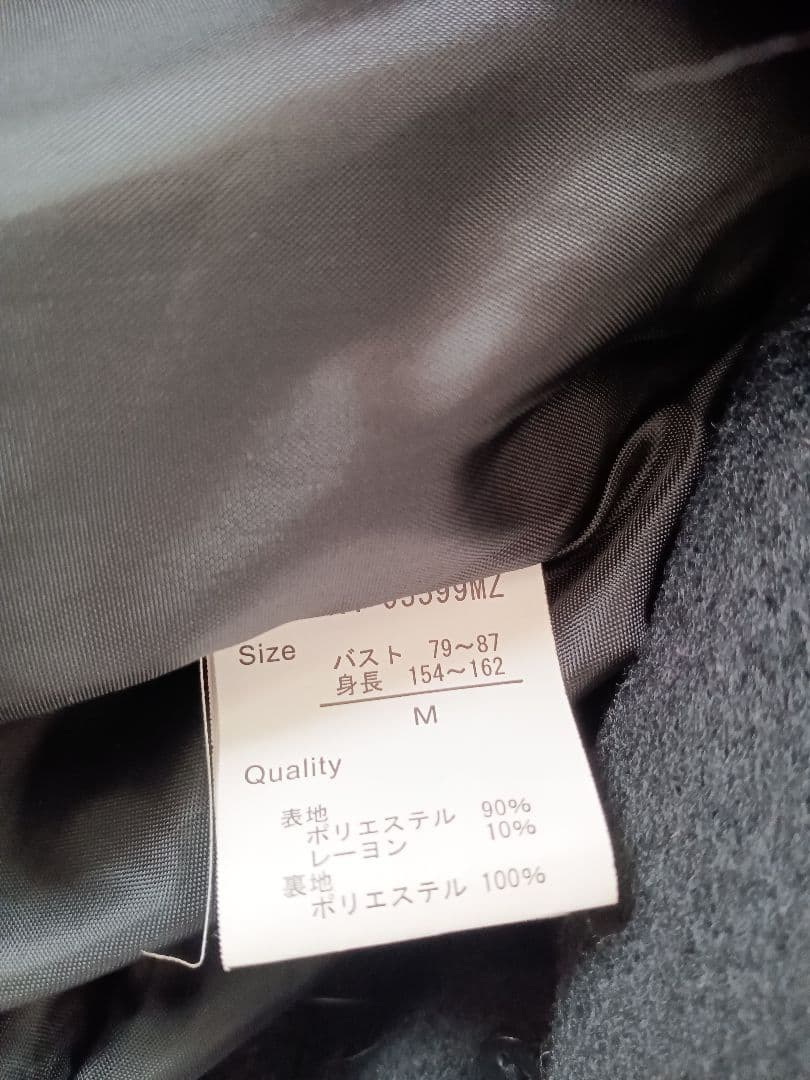 Size
バスト 79～87
身長 154～162
M
Quality
表地
ポリエステル 90%
レーヨン 10%
裏地
ポリエステル 100%